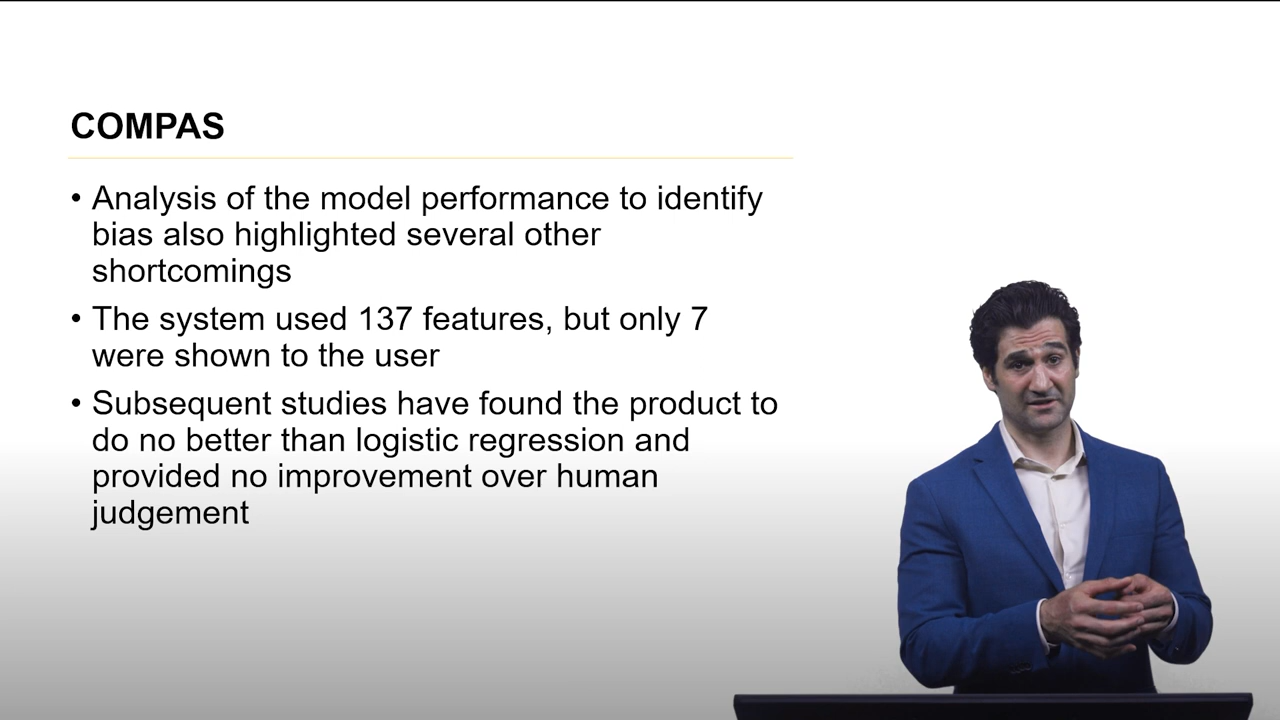 COMPAS
• Analysis of the model performance to identify
bias also highlighted several other
shortcomings
• The system used 137 features, but only 7
were shown to the user
• Subsequent studies have found the product to
do no better than logistic regression and
provided no improvement over human
judgement